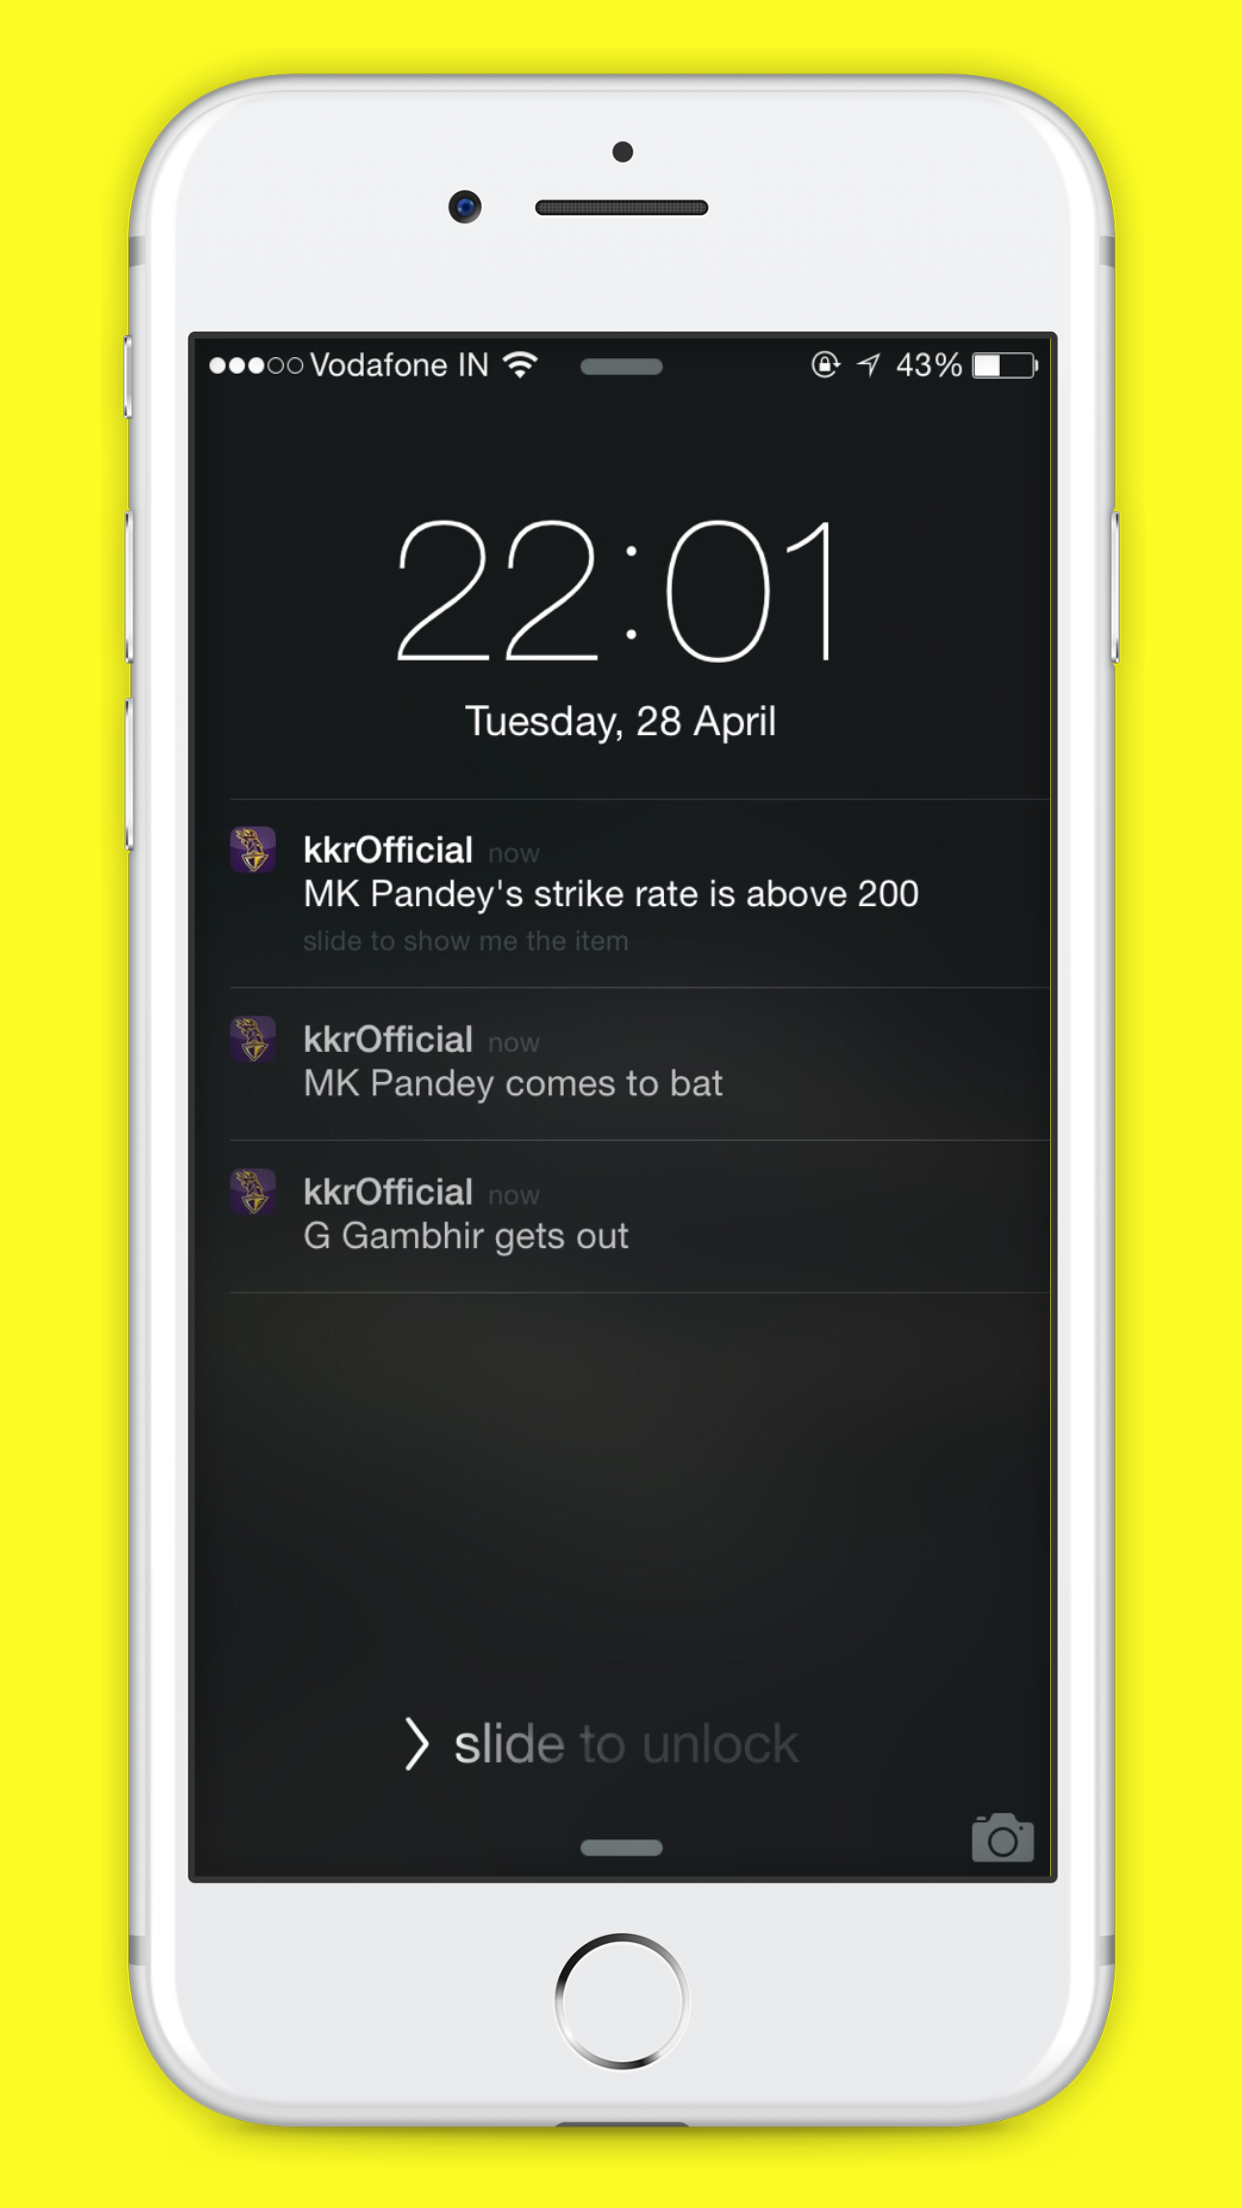 Vodafone IN 43%
22:01
Tuesday, 28 April
kkrOfficial now
MK Pandey's strike rate is above 200
slide to show me the item
kkrOfficial now
MK Pandey comes to bat
kkrOfficial now
G Gambhir gets out
slide to unlock